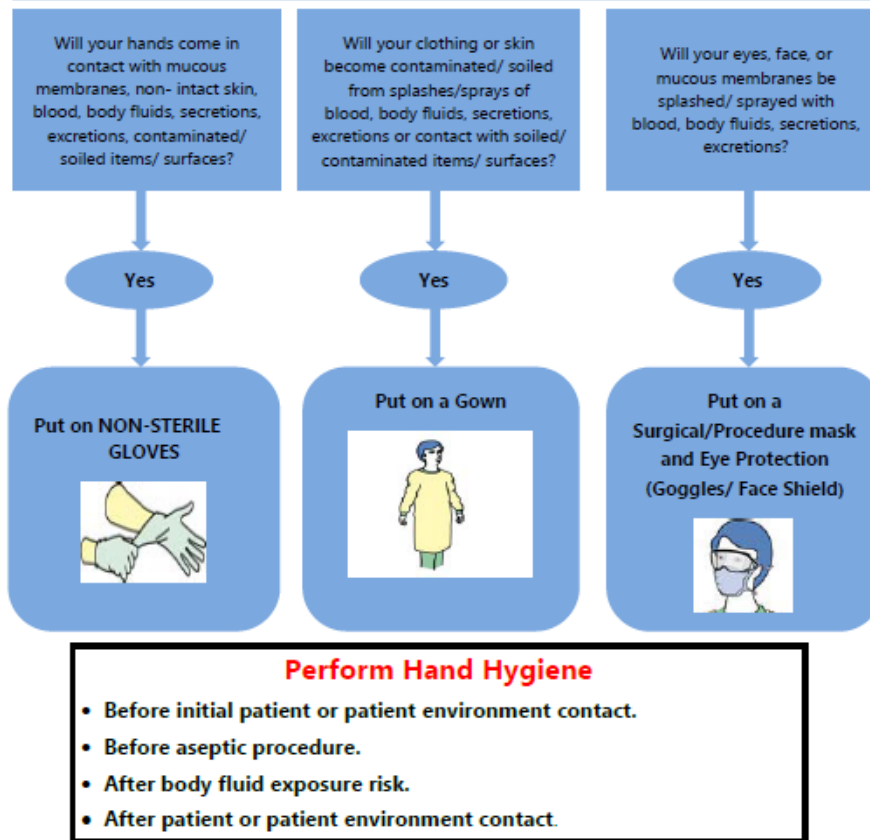 Will your hands come in
contact with mucous
membranes, non- intact skin,
blood, body fluids, secretions,
excretions, contaminated/
soiled items/ surfaces?
Will your clothing or skin
become contaminated/ soiled
from splashes/sprays of
blood, body fluids, secretions,
excretions or contact with soiled/
contaminated items/ surfaces?
Will your eyes, face, or
mucous membranes be
splashed/ sprayed with
blood, body fluids, secretions,
excretions?
Yes
Yes
Yes
Put on NON-STERILE
GLOVES
Put on a Gown
Put on a
Surgical/Procedure mask
and Eye Protection
(Goggles/ Face Shield)
Perform Hand Hygiene
• Before initial patient or patient environment contact.
• Before aseptic procedure.
• After body fluid exposure risk.
• After patient or patient environment contact.